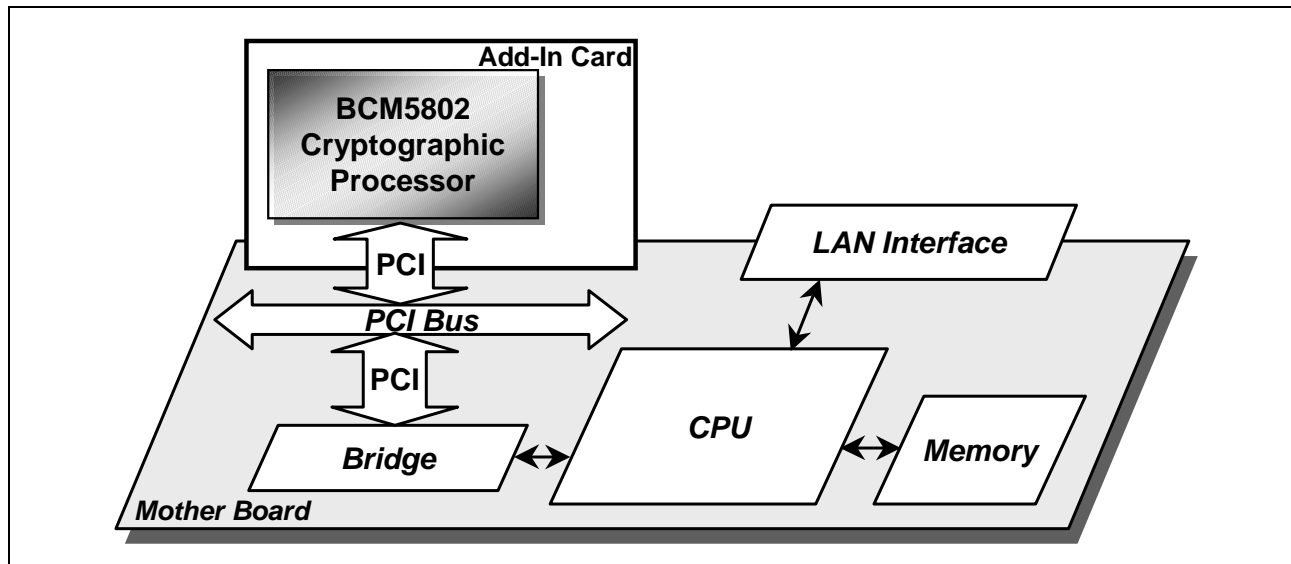 Add-In Card
BCM5802
Cryptographic
Processor
LAN Interface
PCI
PCI Bus
PCI
CPU
Bridge
Memory
Mother Board